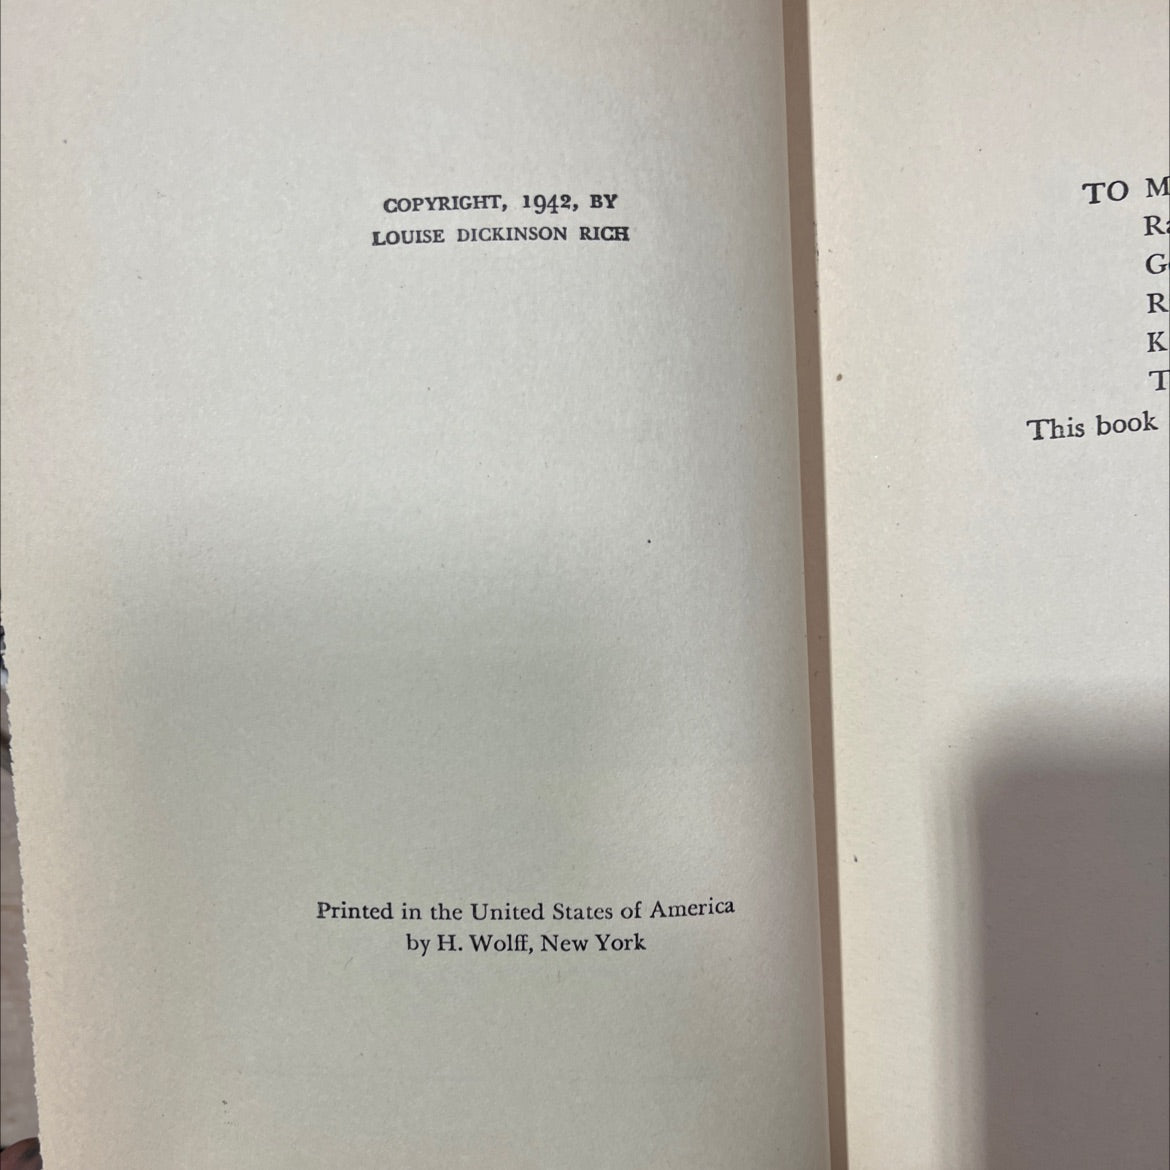 COPYRIGHT, 1942, BY
LOUISE DICKINSON RICH
Printed in the United States of America
by H. Wolff, New York
TO
This book